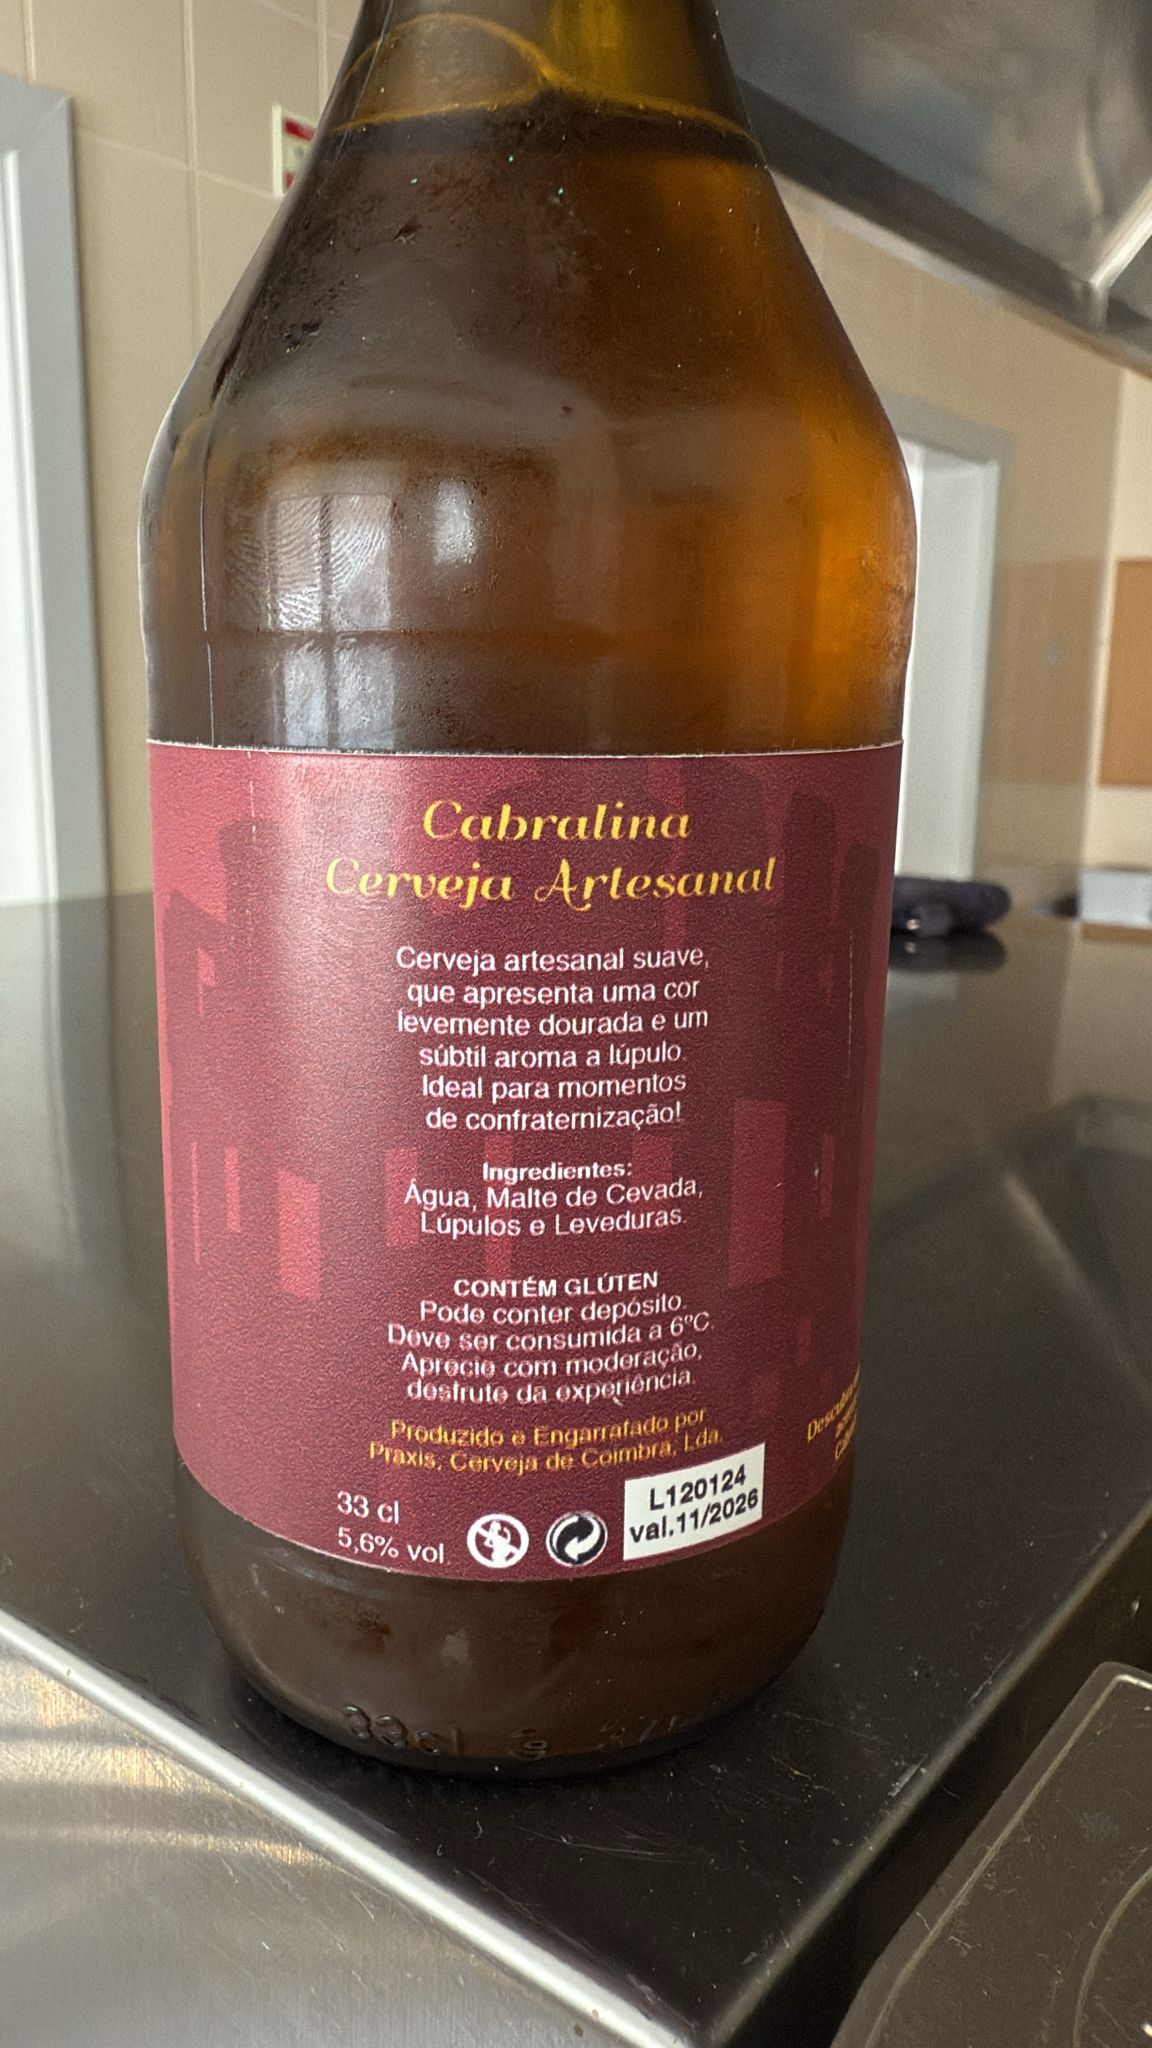 Cabralina
Cerveja Artesanal
Cerveja artesanal suave,
que apresenta uma cor
levemente dourada e um
súbtil aroma a lúpulo.
Ideal para momentos
de confraternização!
Ingredientes:
Água, Malte de Cevada,
Lúpulos e Leveduras.
CONTÉM GLÚTEN
Pode conter depósito.
Deve ser consumida a 6ºC.
Aprecie com moderação,
desfrute da experiência.
Produzido e Engarrafado por
Praxis, Cerveja de Coimbra, Lda.
33 cl
5,6% vol
L120124
val.11/2026
33cl